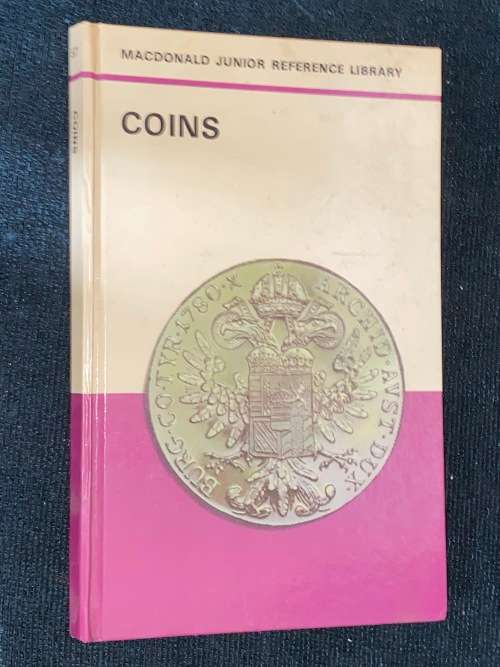 MACDONALD JUNIOR REFERENCE LIBRARY
COINS
ARCHID·AVST·DUX·
BURG·CO·TYR·1780·X
COINS